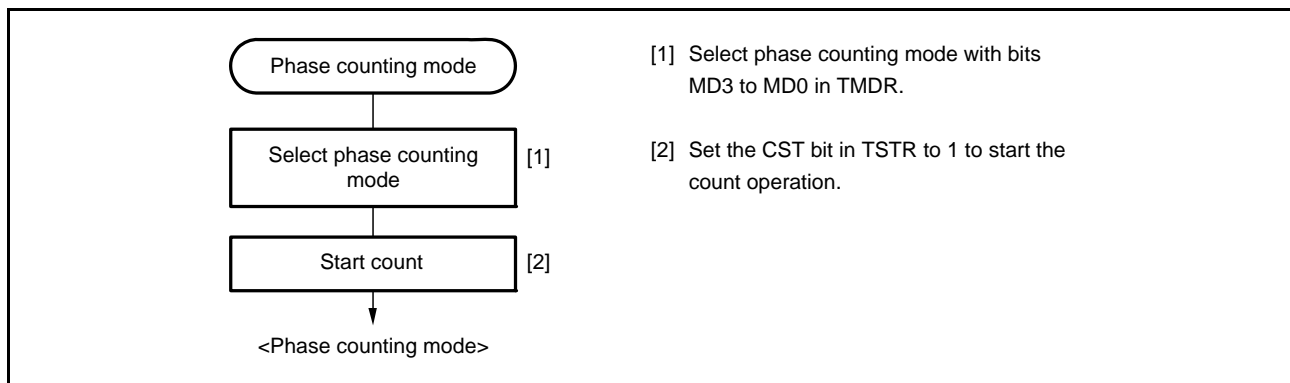 Phase counting mode
Select phase counting
mode
[1]
Start count
[2]
<Phase counting mode>
[1] Select phase counting mode with bits
MD3 to MD0 in TMDR.
[2] Set the CST bit in TSTR to 1 to start the
count operation.